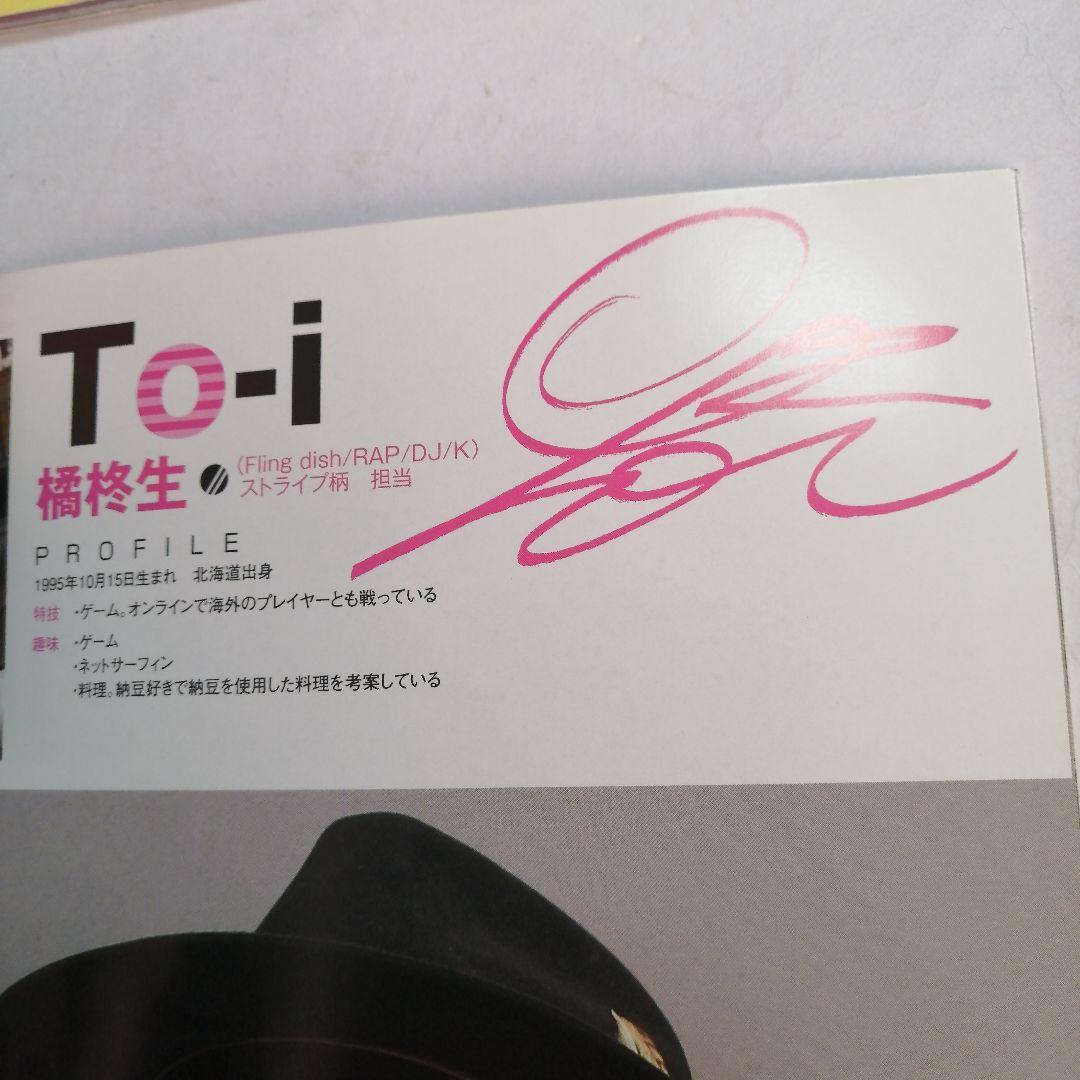 To-i
橘柊生
(Fling dish/RAP/DJ/K)
ストライプ柄 担当
PROFILE
1995年10月15日生まれ 北海道出身
特技 ・ゲーム。オンラインで海外のプレイヤーとも戦っている
趣味 ・ゲーム
・ネットサーフィン
・料理。納豆好きで納豆を使用した料理を考案している